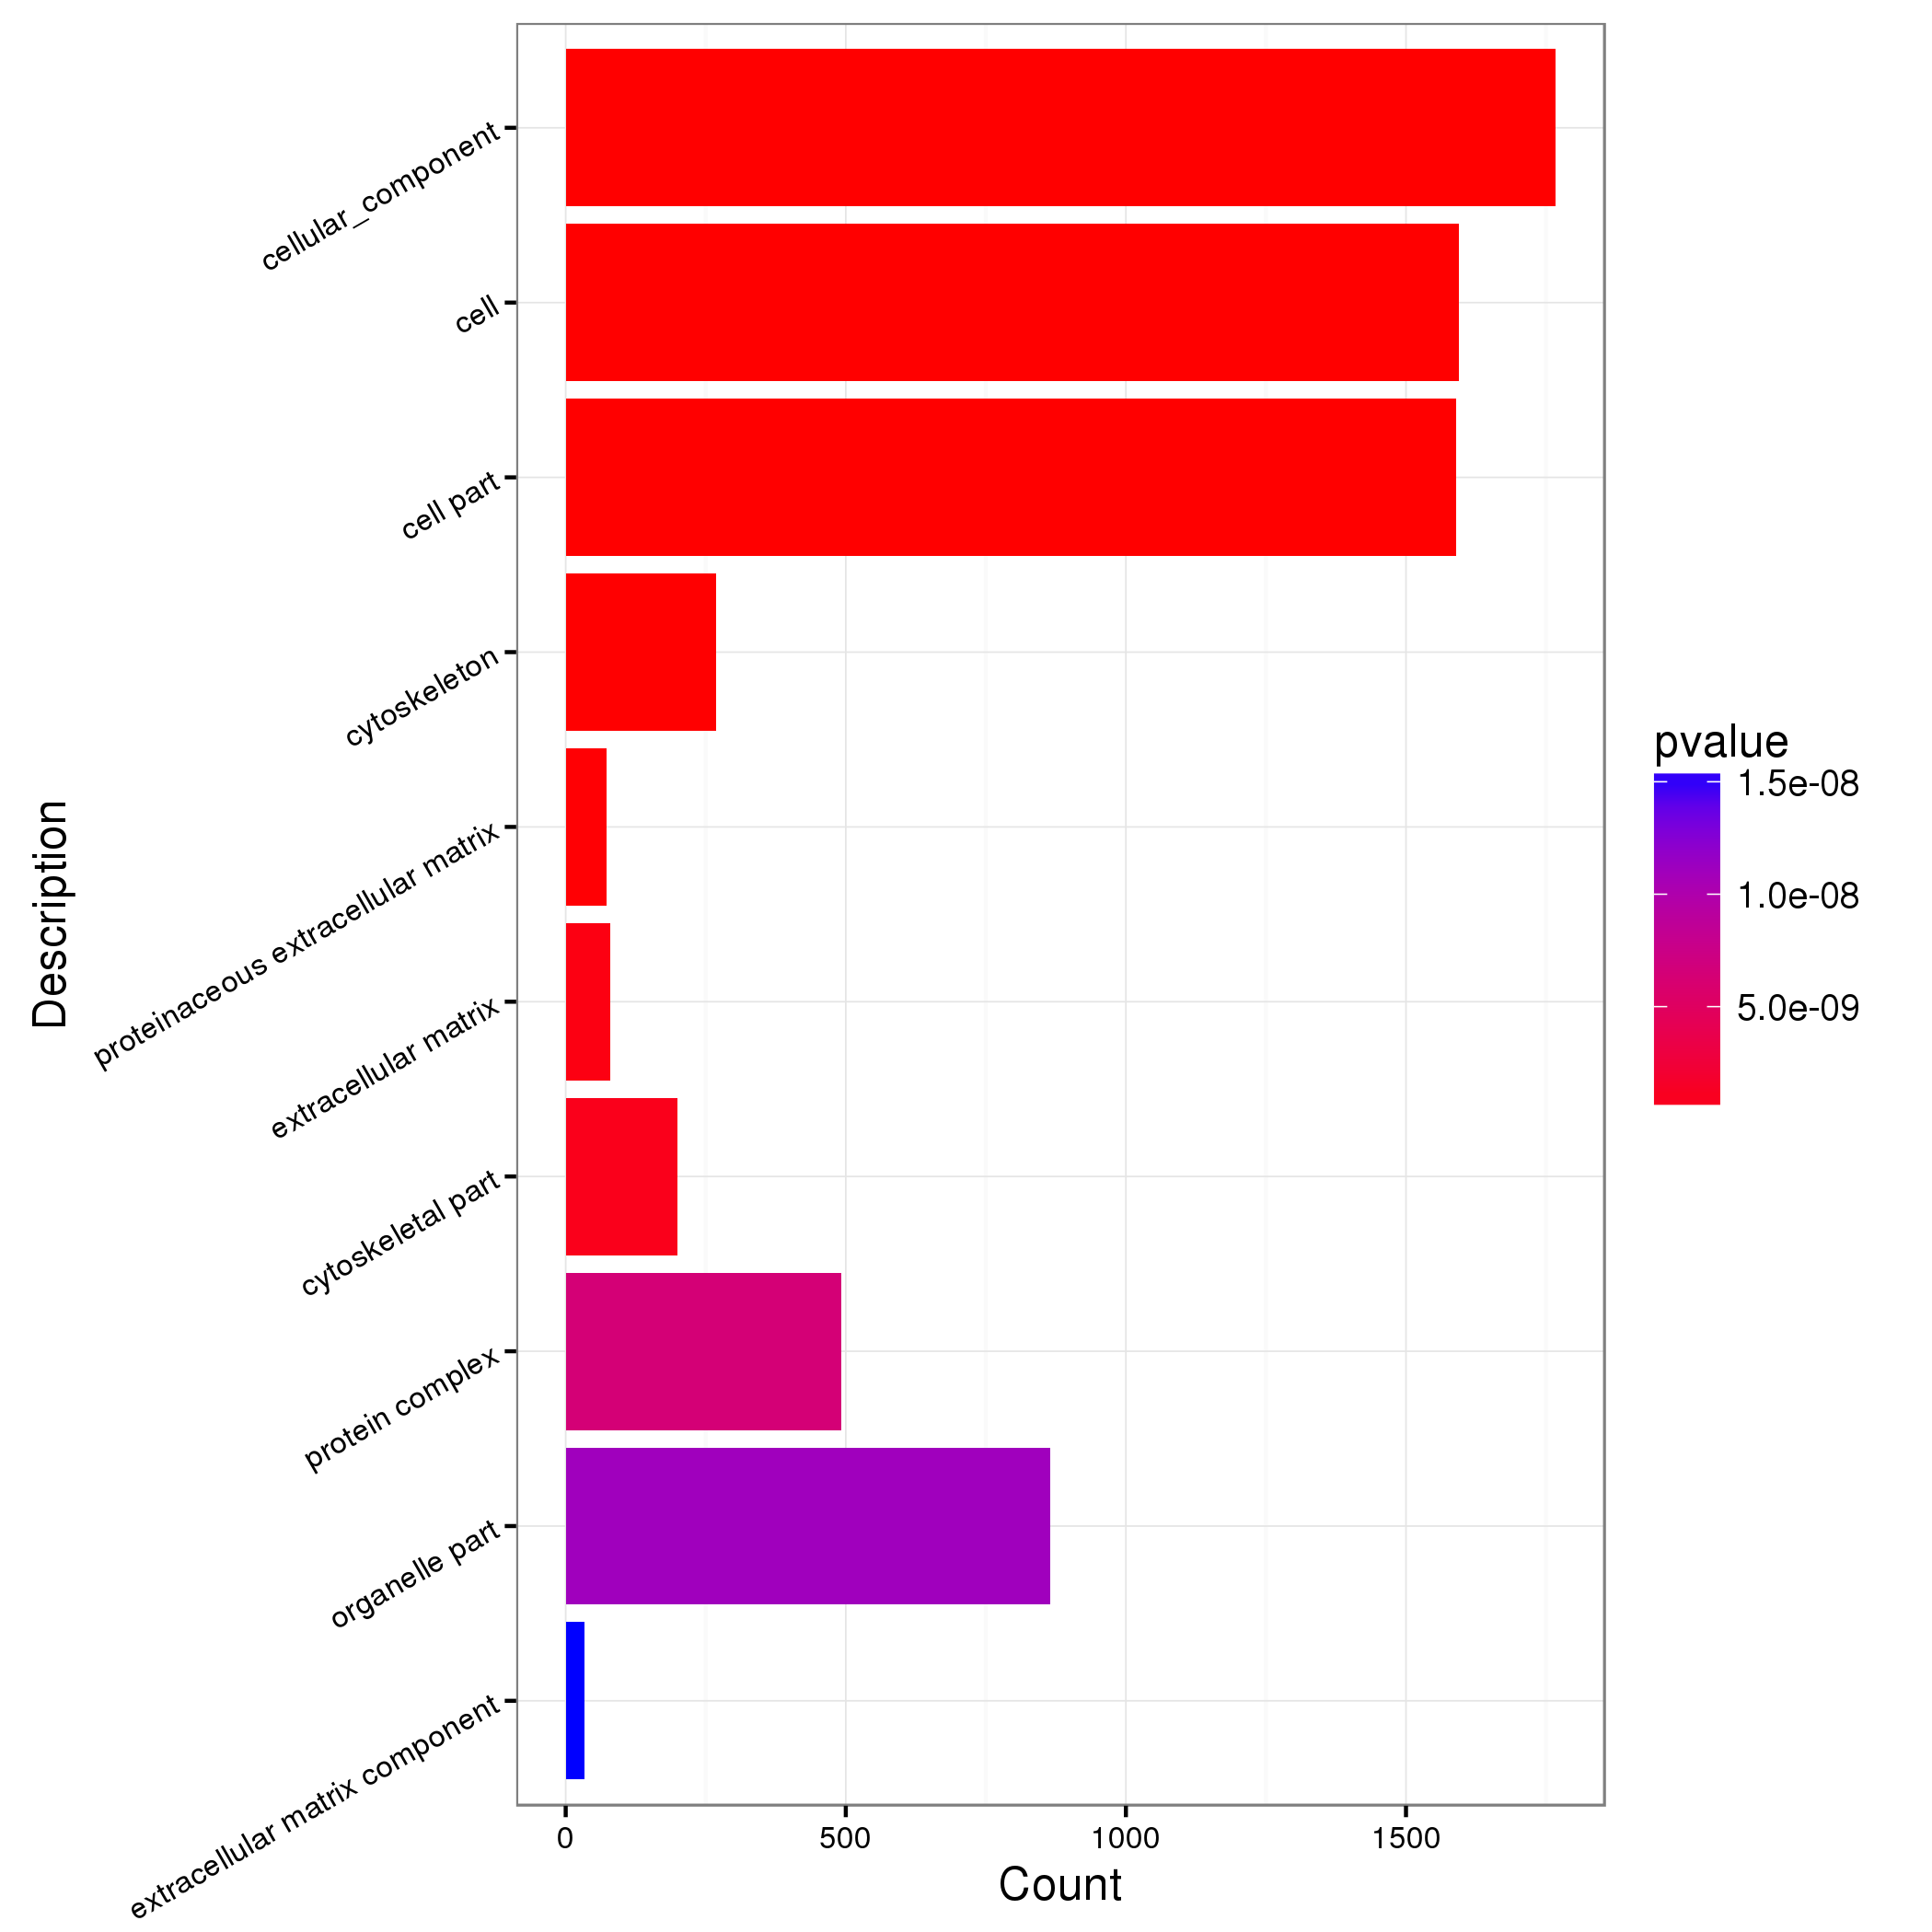 cellular_component
cell
cell part
cytoskeleton
proteinaceous extracellular matrix
extracellular matrix
cytoskeletal part
protein complex
organelle part
extracellular matrix component
Description
0 500 1000 1500
Count
pvalue
1.5e-08
1.0e-08
5.0e-09